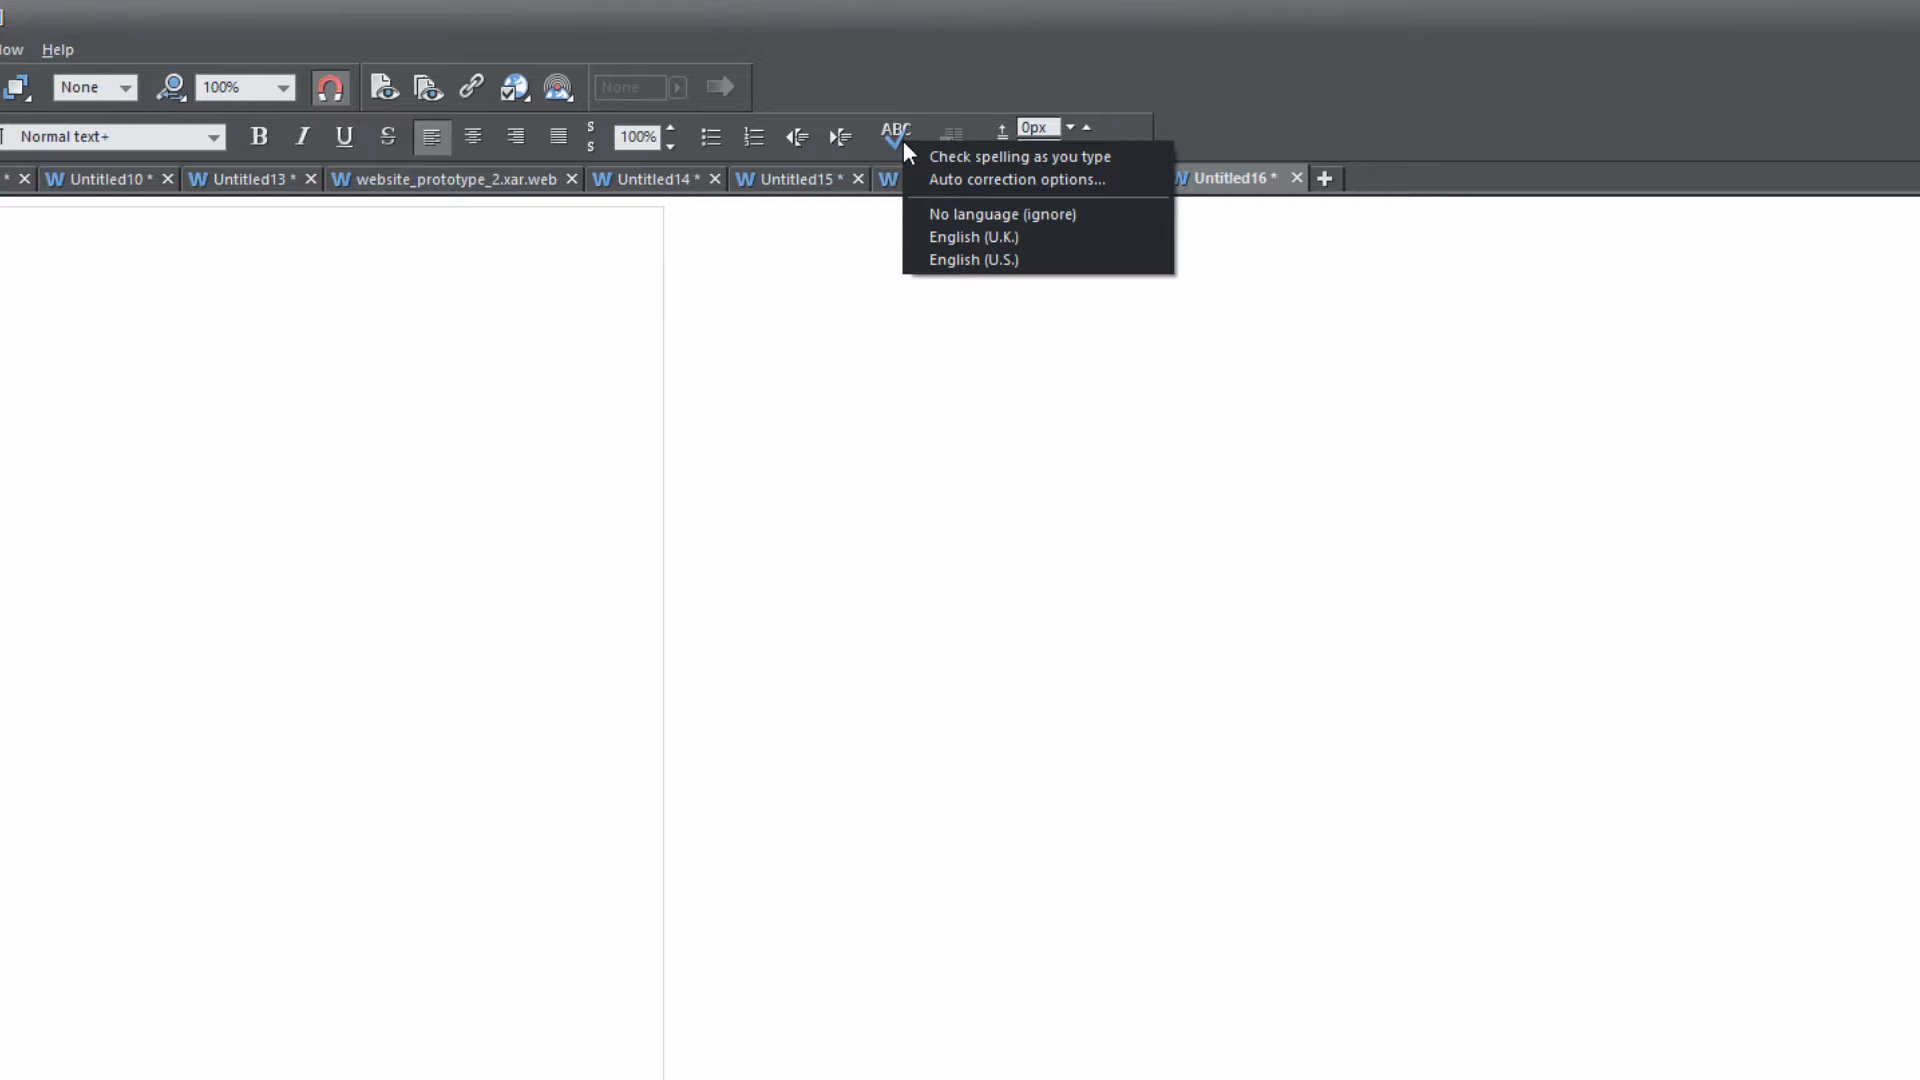 Help
None
100%
None
Normal text+
B I U S
S
S
100%
ABC
0px
Check spelling as you type
Auto correction options...
No language (ignore)
English (U.K.)
English (U.S.)
*
Untitled10 *
Untitled13 *
website_prototype_2.xar.web
Untitled14 *
Untitled15 *
Untitled16 *